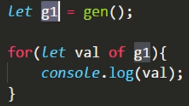 let g1 = gen();
for(let val of g1){
console.log(val);
}